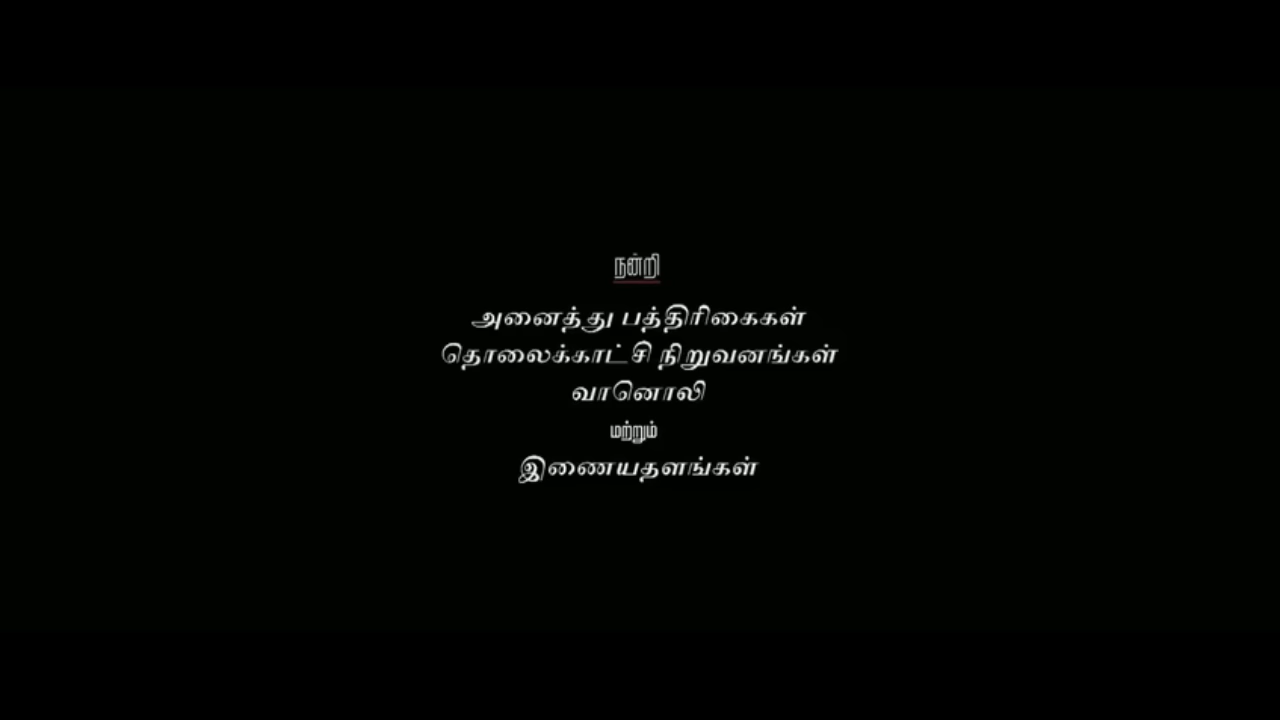 நன்றி
அனைத்து பத்திரிகைகள்
தொலைக்காட்சி நிறுவனங்கள்
வானொலி
மற்றும்
இணையதளங்கள்